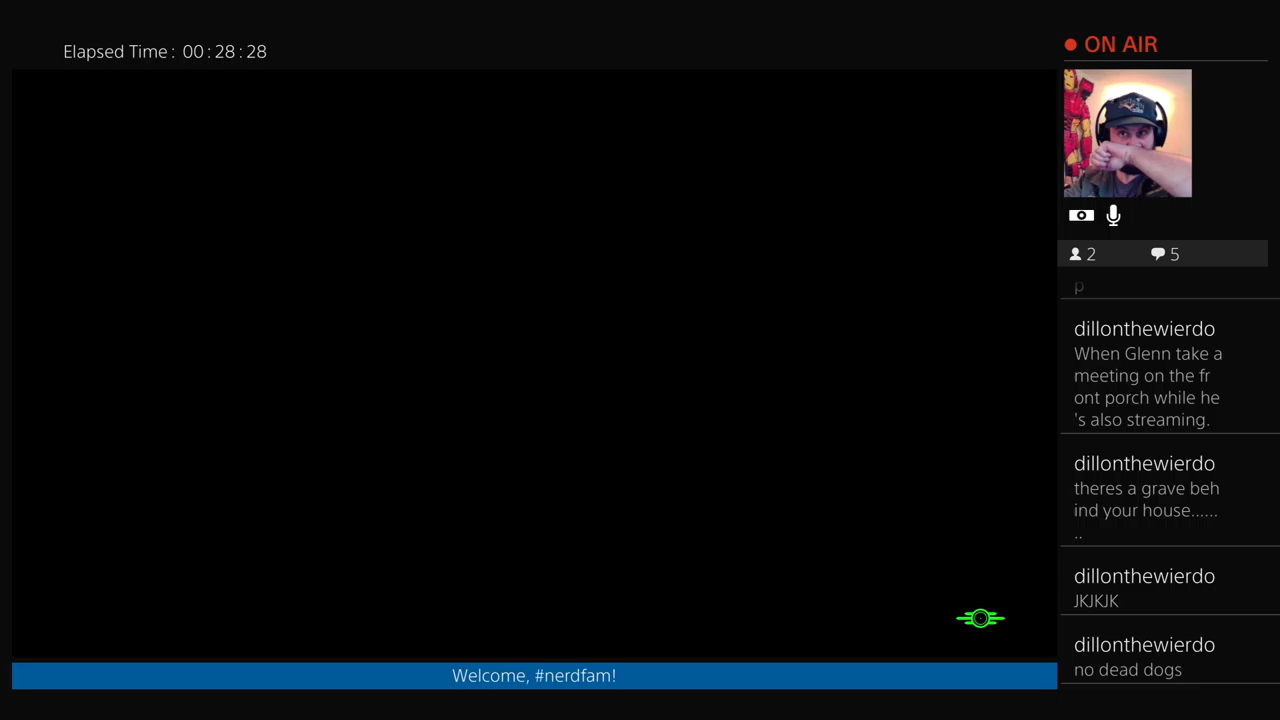 Elapsed Time: 00:28:28
ON AIR
2
5
p
dillonthewierdo
When Glenn take a
meeting on the fr
ont porch while he
's also streaming.
dillonthewierdo
theres a grave beh
ind your house......
..
dillonthewierdo
JKJKJK
dillonthewierdo
no dead dogs
Welcome, #nerdfam!